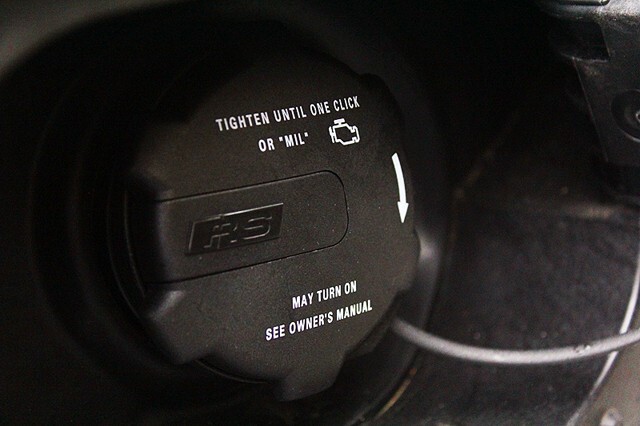 TIGHTEN UNTIL ONE CLICK
OR "MIL"
RS
MAY TURN ON
SEE OWNER'S MANUAL